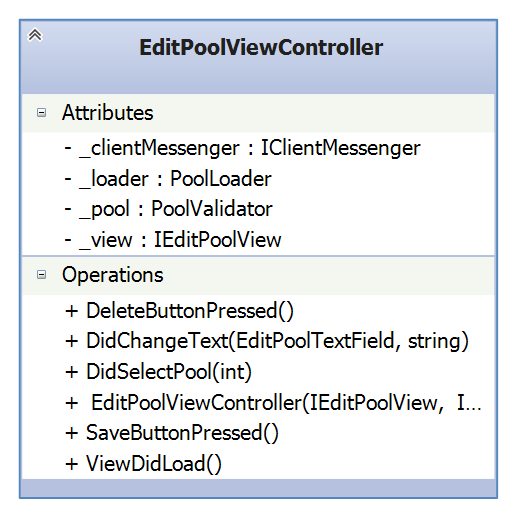 EditPoolViewController
Attributes
- _clientMessenger : IClientMessenger
- _loader : PoolLoader
- _pool : PoolValidator
- _view : IEditPoolView
Operations
+ DeleteButtonPressed()
+ DidChangeText(EditPoolTextField, string)
+ DidSelectPool(int)
+ EditPoolViewController(IEditPoolView, I...
+ SaveButtonPressed()
+ ViewDidLoad()